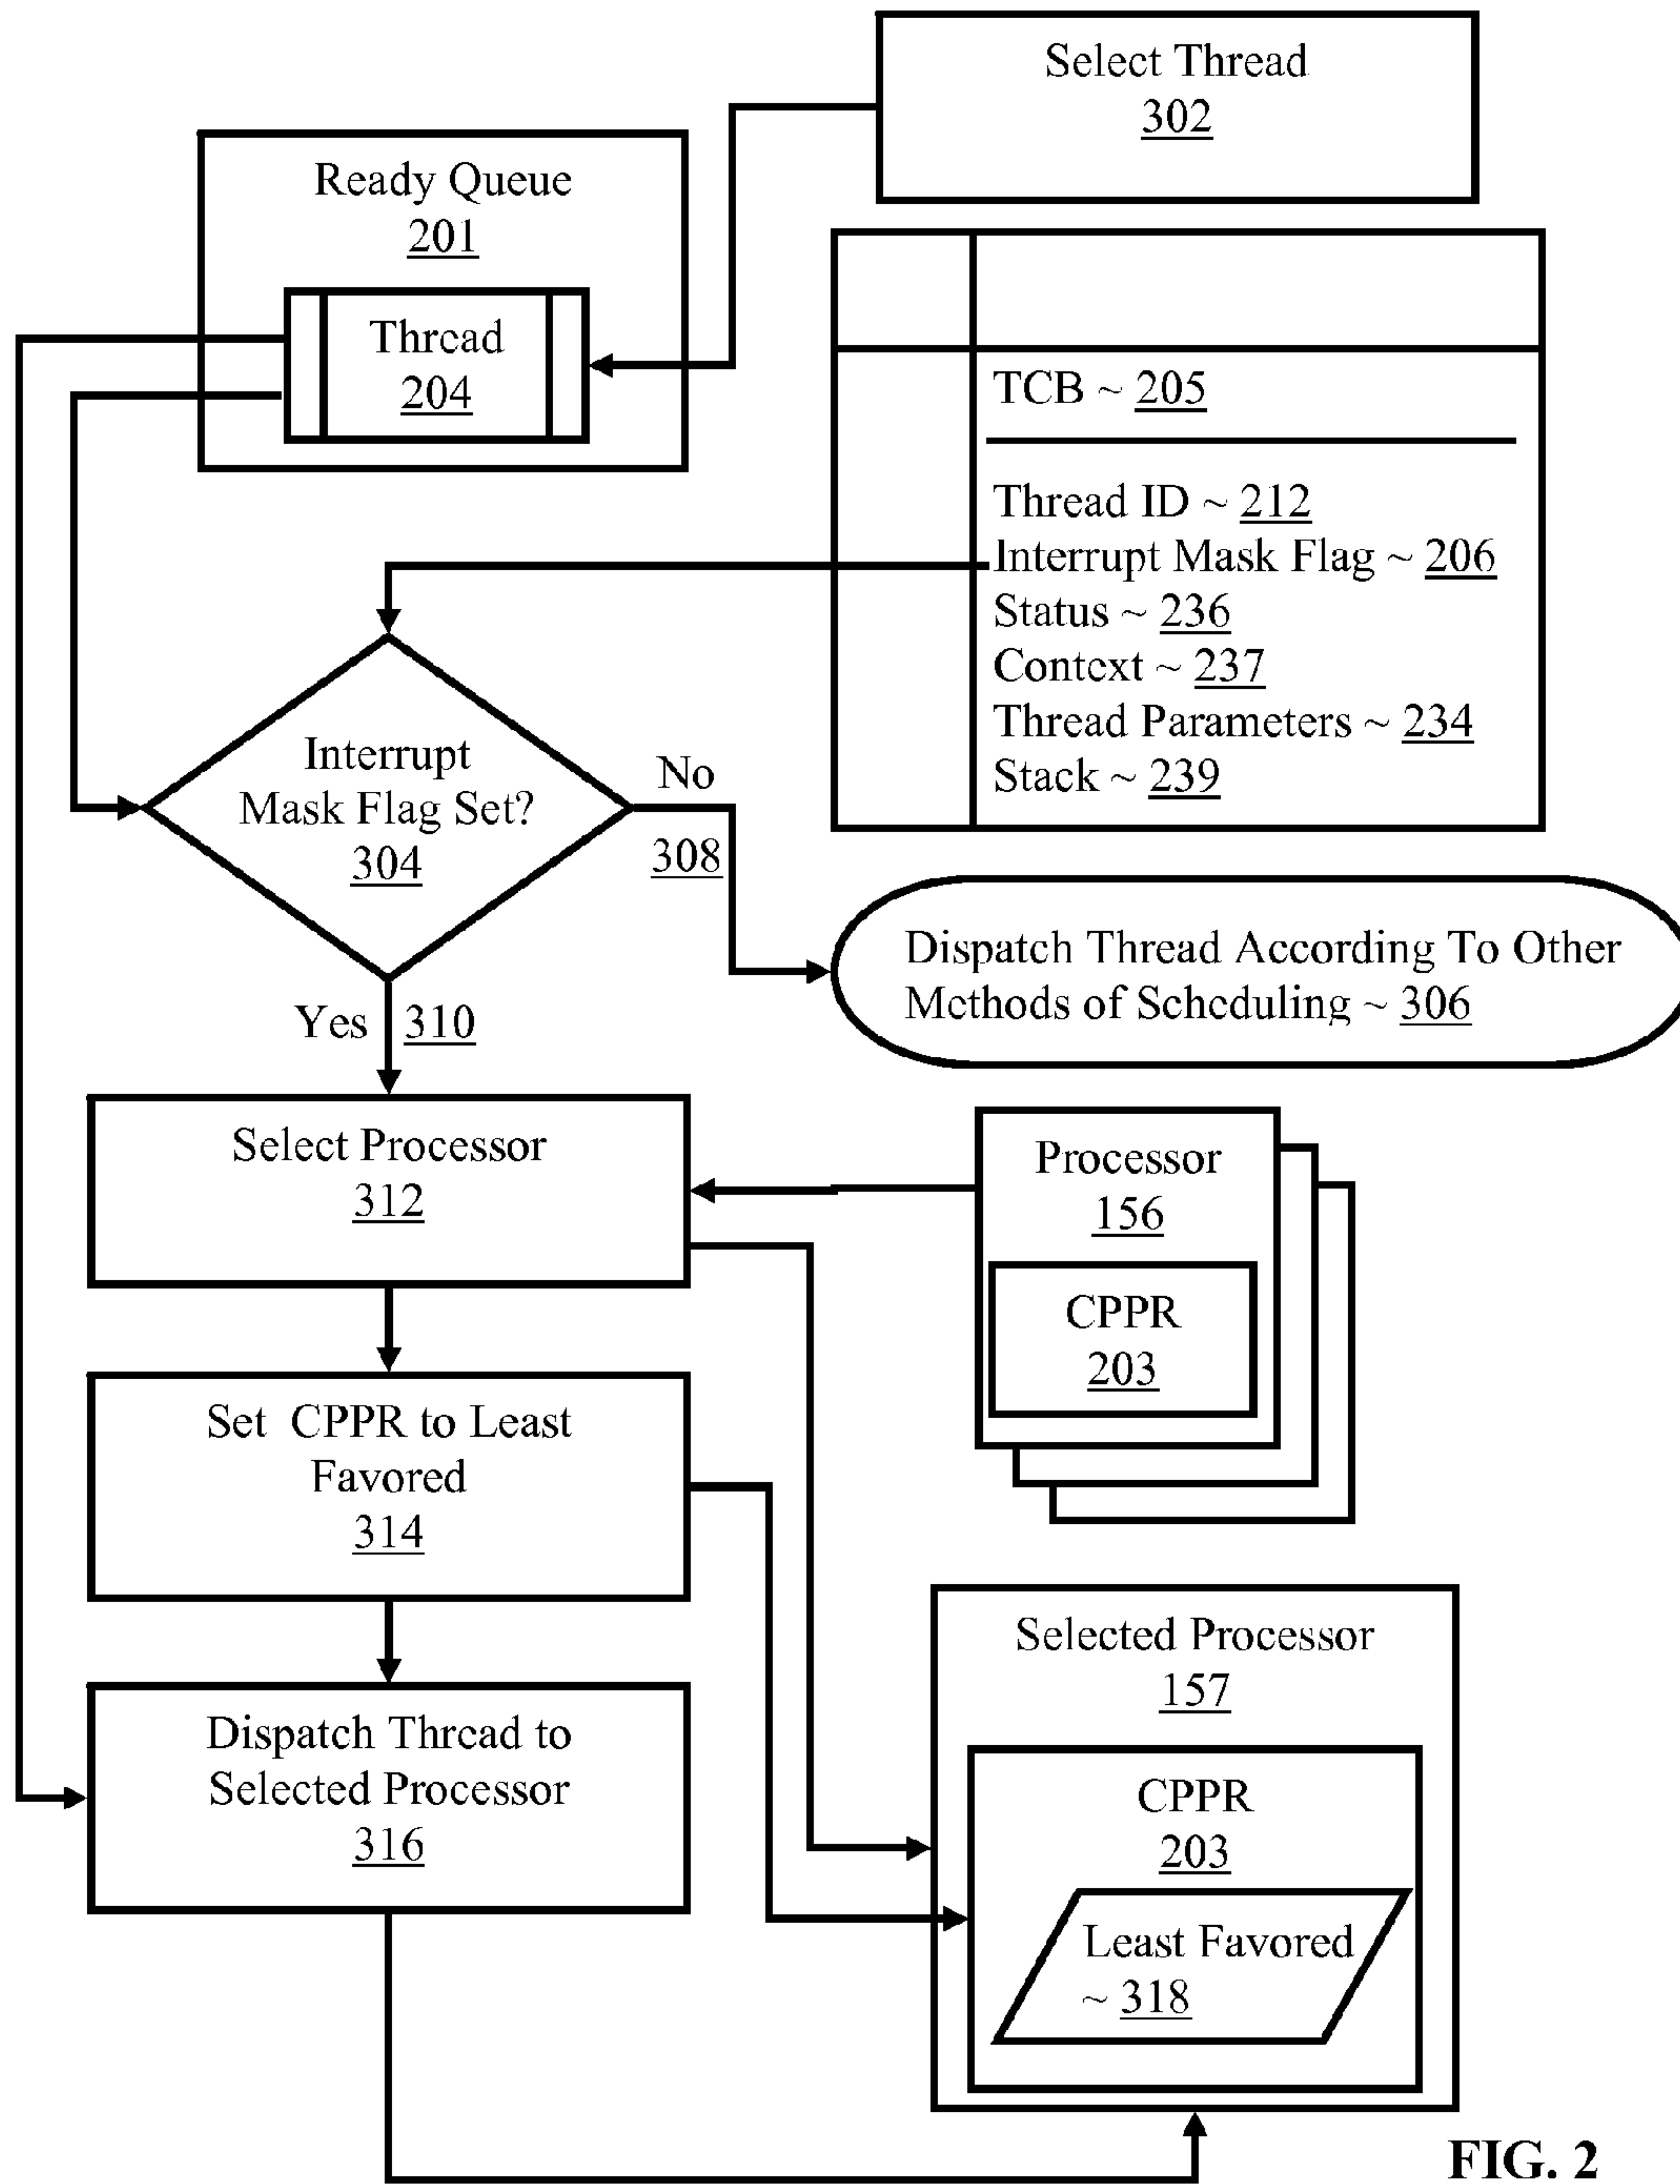 Select Thread
302
Ready Queue
201
Thread
204
TCB ~ 205
Thread ID ~ 212
Interrupt Mask Flag ~ 206
Status ~ 236
Context ~ 237
Thread Parameters ~ 234
Stack ~ 239
Interrupt
Mask Flag Set?
304
No
308
Dispatch Thread According To Other
Methods of Scheduling ~ 306
Yes 310
Select Processor
312
Processor
156
CPPR
203
Set CPPR to Least
Favored
314
Selected Processor
157
CPPR
203
Least Favored
~ 318
Dispatch Thread to
Selected Processor
316
FIG. 2